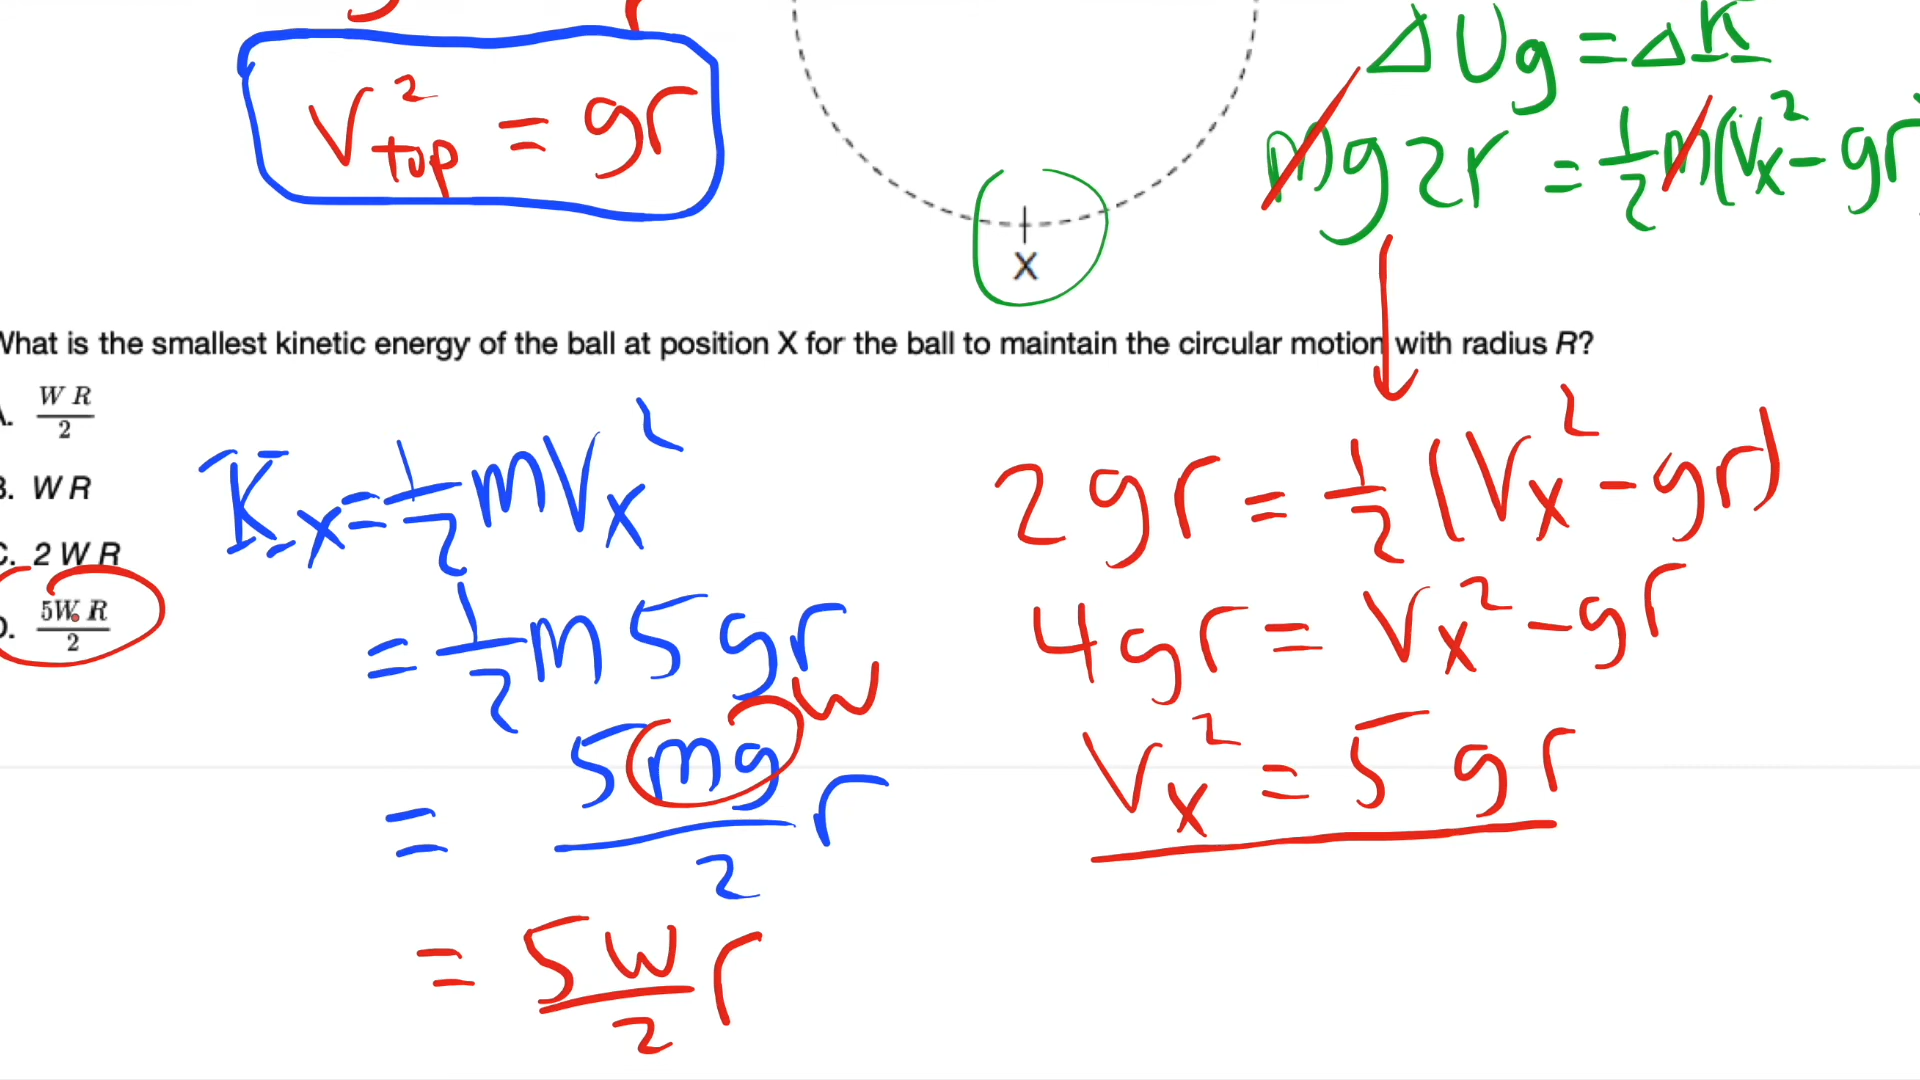 V²top = gr
ΔUg = ΔK
mg2r = ½m(Vx² - gr
X
What is the smallest kinetic energy of the ball at position X for the ball to maintain the circular motion with radius R?
A. W R / 2
B. W R
C. 2 W R
D. 5W R / 2
Kx = ½mVx²
= ½m5gr
W
= 5mg/2 r
= 5W/2 r
2gr = ½(Vx² - gr)
4gr = Vx² - gr
Vx² = 5gr